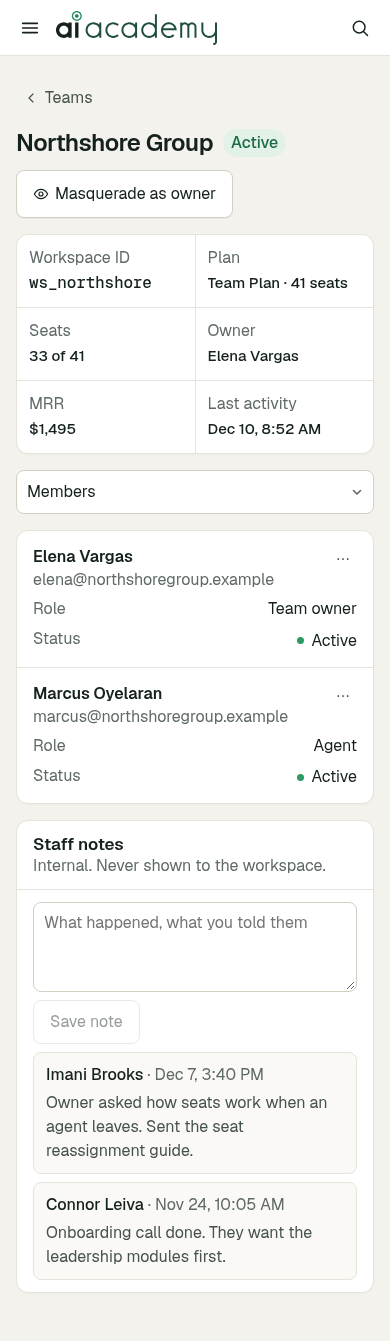 ai academy
Teams
Northshore Group Active
Masquerade as owner
Workspace ID
ws_northshore
Plan
Team Plan · 41 seats
Seats
33 of 41
Owner
Elena Vargas
MRR
$1,495
Last activity
Dec 10, 8:52 AM
Members
Elena Vargas ...
elena@northshoregroup.example
Role Team owner
Status Active
Marcus Oyelaran ...
marcus@northshoregroup.example
Role Agent
Status Active
Staff notes
Internal. Never shown to the workspace.
What happened, what you told them
Save note
Imani Brooks · Dec 7, 3:40 PM
Owner asked how seats work when an
agent leaves. Sent the seat
reassignment guide.
Connor Leiva · Nov 24, 10:05 AM
Onboarding call done. They want the
leadership modules first.